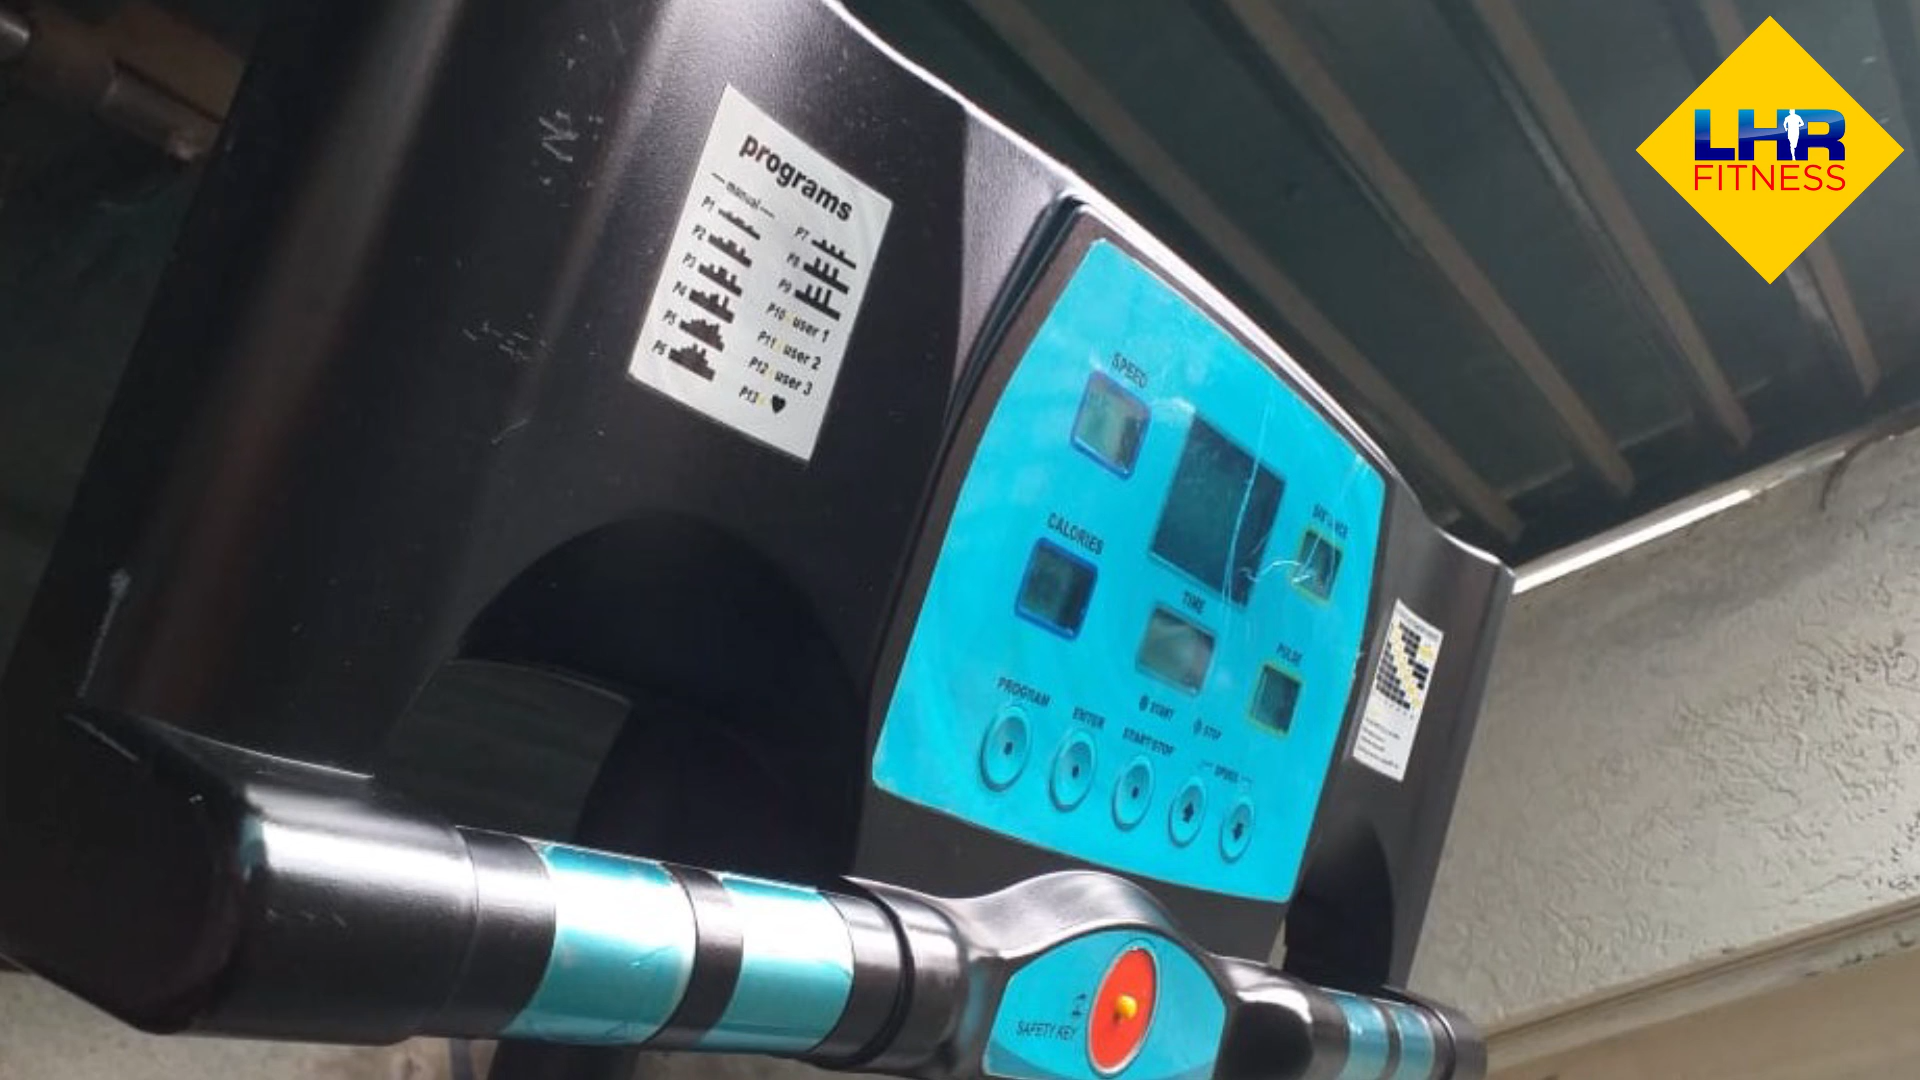 LHR
FITNESS
programs
manual
P1
P2
P3
P4
P5
P6
P7
P8
P9
P10 user 1
P11 user 2
P12 user 3
P13
SPEED
CALORIES
DISTANCE
TIME
PULSE
START
STOP
PROGRAM
ENTER
START/STOP
SPEED
SAFETY KEY